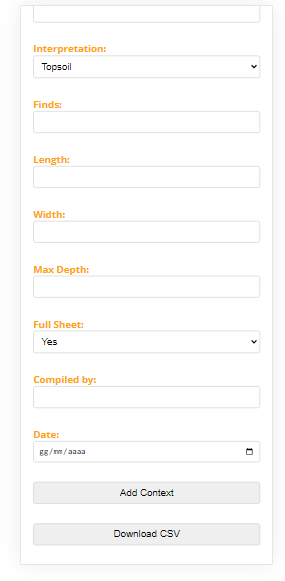 Interpretation:
Topsoil
Finds:
Length:
Width:
Max Depth:
Full Sheet:
Yes
Compiled by:
Date:
gg/mm/aaaa
Add Context
Download CSV